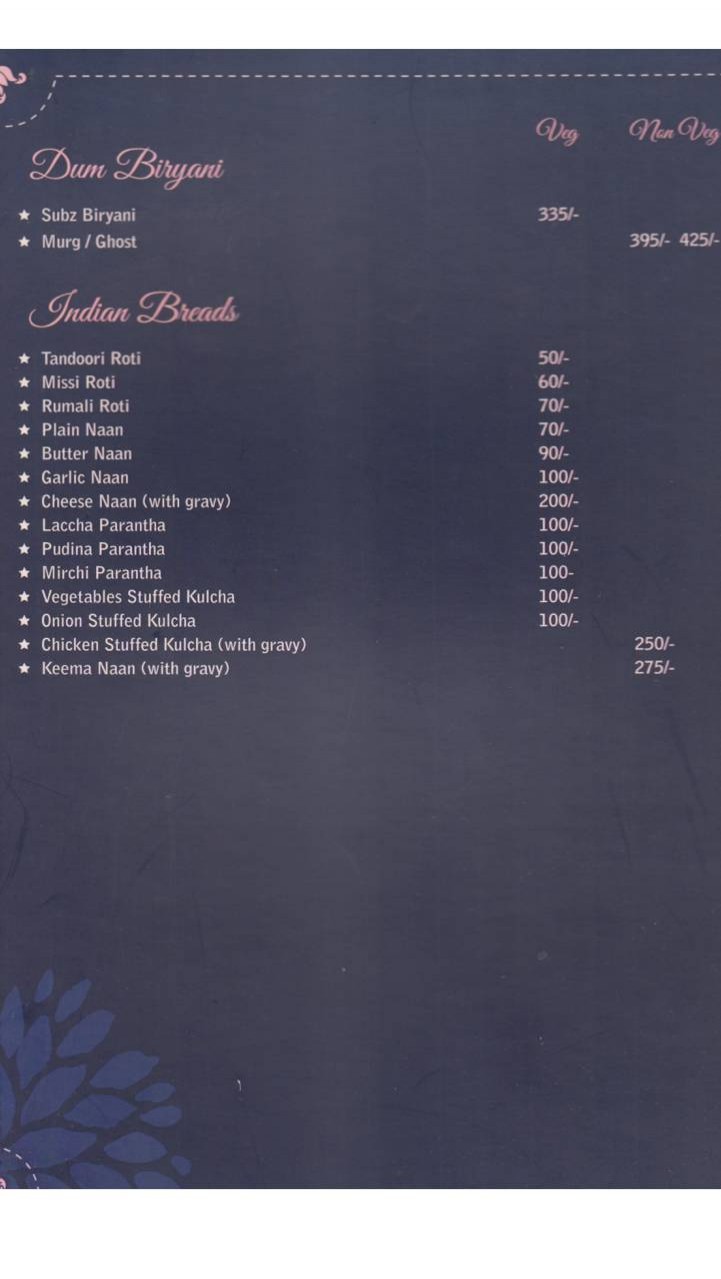 Veg Non Veg
Dum Biryani
★ Subz Biryani 335/-
★ Murg / Ghost 395/- 425/-
Indian Breads
★ Tandoori Roti 50/-
★ Missi Roti 60/-
★ Rumali Roti 70/-
★ Plain Naan 70/-
★ Butter Naan 90/-
★ Garlic Naan 100/-
★ Cheese Naan (with gravy) 200/-
★ Laccha Parantha 100/-
★ Pudina Parantha 100/-
★ Mirchi Parantha 100-
★ Vegetables Stuffed Kulcha 100/-
★ Onion Stuffed Kulcha 100/-
★ Chicken Stuffed Kulcha (with gravy) 250/-
★ Keema Naan (with gravy) 275/-